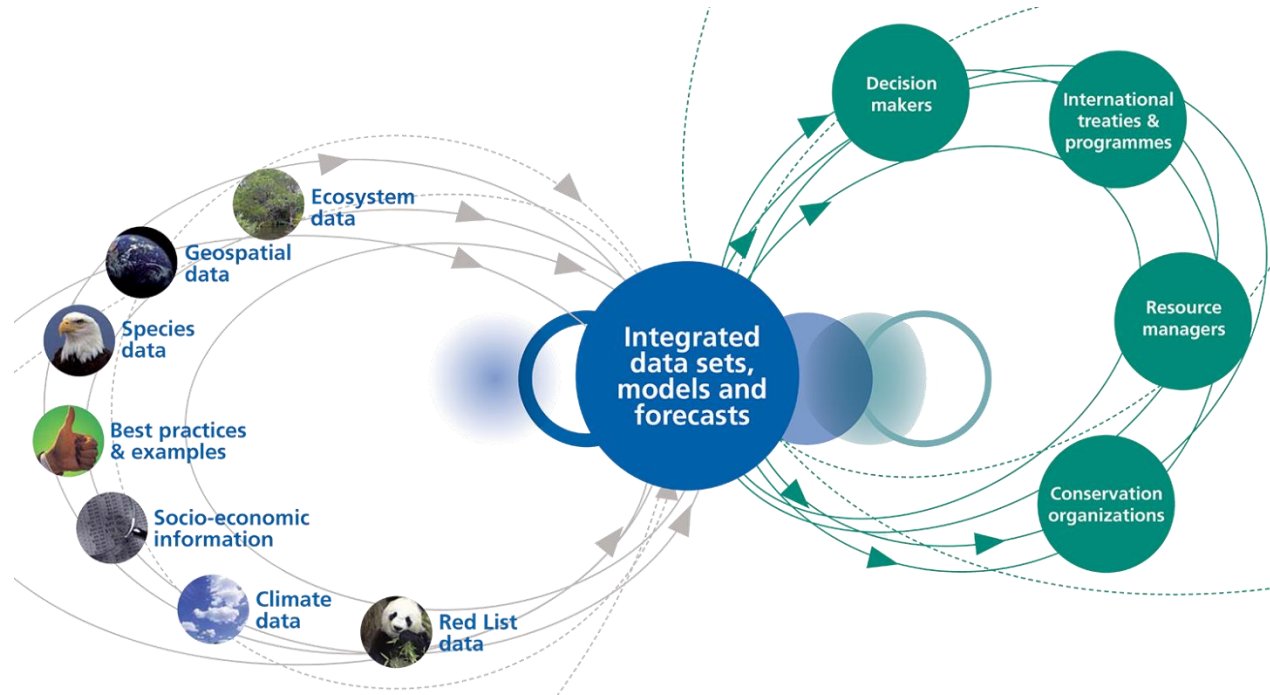 Ecosystem
data
Geospatial
data
Species
data
Best practices
& examples
Socio-economic
information
Climate
data
Red List
data
Integrated
data sets,
models and
forecasts
Decision
makers
International
treaties &
programmes
Resource
managers
Conservation
organizations